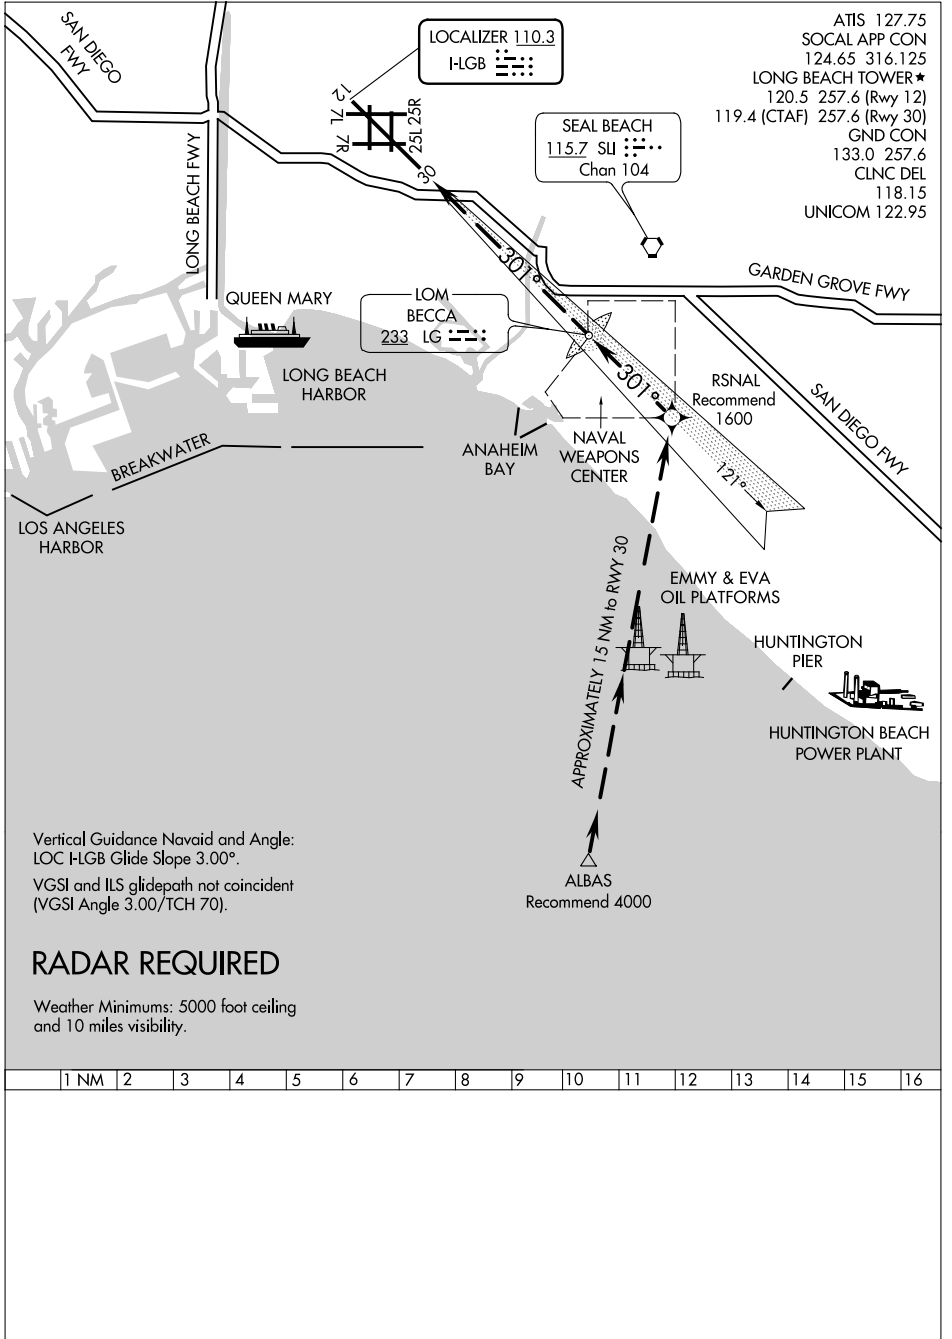 ATIS 127.75
SOCAL APP CON
124.65 316.125
LONG BEACH TOWER★
120.5 257.6 (Rwy 12)
119.4 (CTAF) 257.6 (Rwy 30)
GND CON
133.0 257.6
CLNC DEL
118.15
UNICOM 122.95
SAN DIEGO
FWY
LOCALIZER 110.3
I-LGB
12
7L
7R
25R
25L
30
SEAL BEACH
115.7 SLI
Chan 104
LONG BEACH FWY
GARDEN GROVE FWY
301°
QUEEN MARY
LOM
BECCA
233 LG
LONG BEACH
HARBOR
301°
RSNAL
Recommend
1600
SAN DIEGO FWY
BREAKWATER
ANAHEIM
BAY
NAVAL
WEAPONS
CENTER
121°
LOS ANGELES
HARBOR
APPROXIMATELY 15 NM to RWY 30
EMMY & EVA
OIL PLATFORMS
HUNTINGTON
PIER
HUNTINGTON BEACH
POWER PLANT
Vertical Guidance Navaid and Angle:
LOC I-LGB Glide Slope 3.00°.
VGSI and ILS glidepath not coincident
(VGSI Angle 3.00/TCH 70).
ALBAS
Recommend 4000
RADAR REQUIRED
Weather Minimums: 5000 foot ceiling
and 10 miles visibility.
1 NM 2 3 4 5 6 7 8 9 10 11 12 13 14 15 16